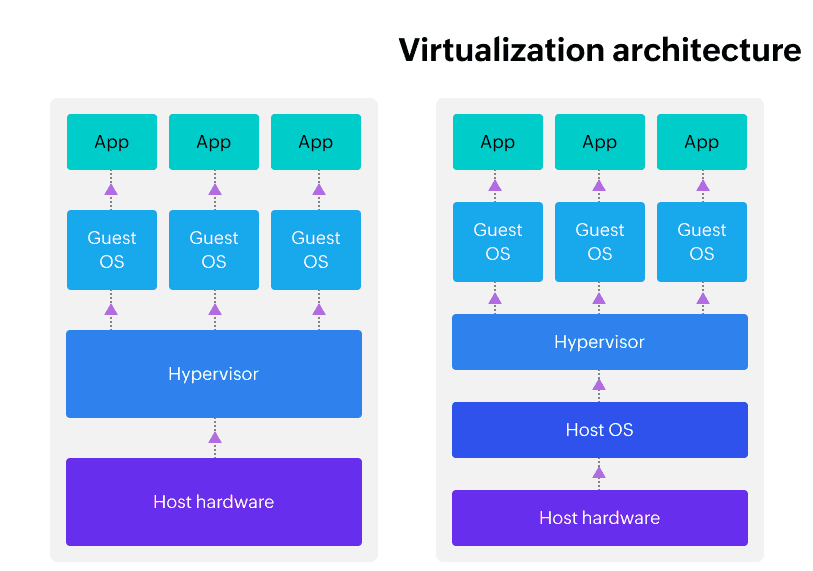 Virtualization architecture
App
App
App
Guest
OS
Guest
OS
Guest
OS
Hypervisor
Host hardware
App
App
App
Guest
OS
Guest
OS
Guest
OS
Hypervisor
Host OS
Host hardware